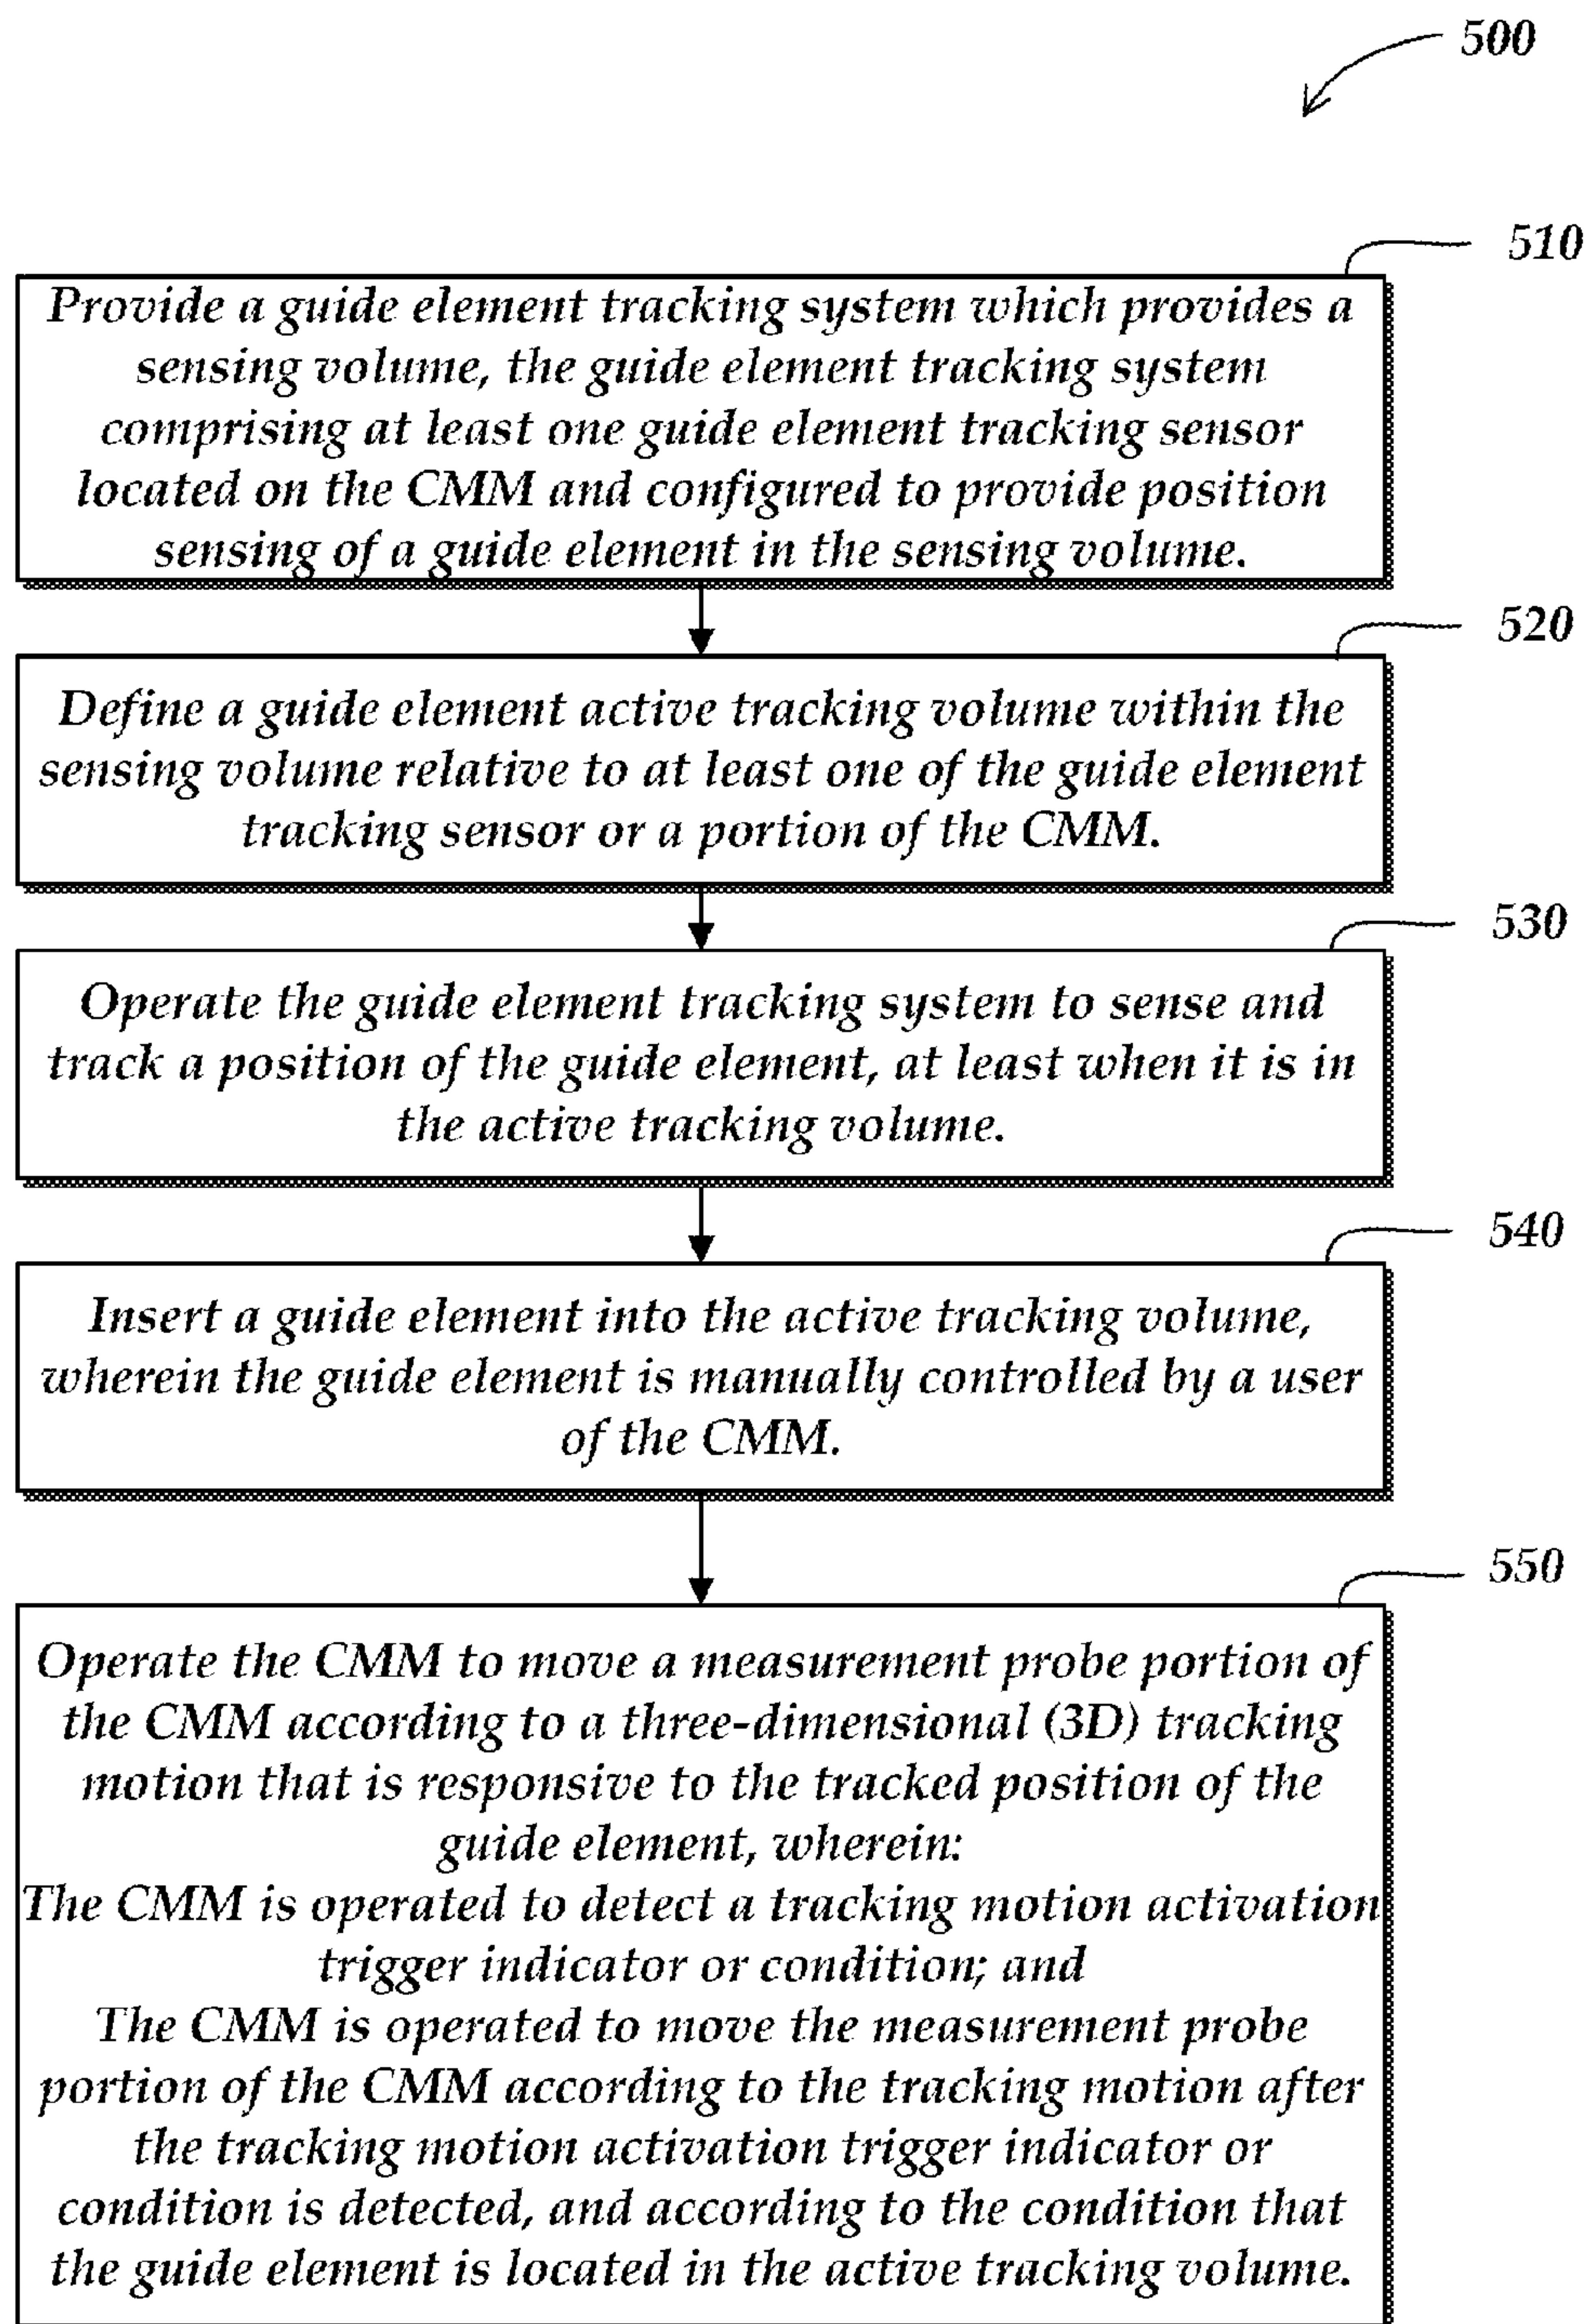 500
510
Provide a guide element tracking system which provides a
sensing volume, the guide element tracking system
comprising at least one guide element tracking sensor
located on the CMM and configured to provide position
sensing of a guide element in the sensing volume.
520
Define a guide element active tracking volume within the
sensing volume relative to at least one of the guide element
tracking sensor or a portion of the CMM.
530
Operate the guide element tracking system to sense and
track a position of the guide element, at least when it is in
the active tracking volume.
540
Insert a guide element into the active tracking volume,
wherein the guide element is manually controlled by a user
of the CMM.
550
Operate the CMM to move a measurement probe portion of
the CMM according to a three-dimensional (3D) tracking
motion that is responsive to the tracked position of the
guide element, wherein:
The CMM is operated to detect a tracking motion activation
trigger indicator or condition; and
The CMM is operated to move the measurement probe
portion of the CMM according to the tracking motion after
the tracking motion activation trigger indicator or
condition is detected, and according to the condition that
the guide element is located in the active tracking volume.